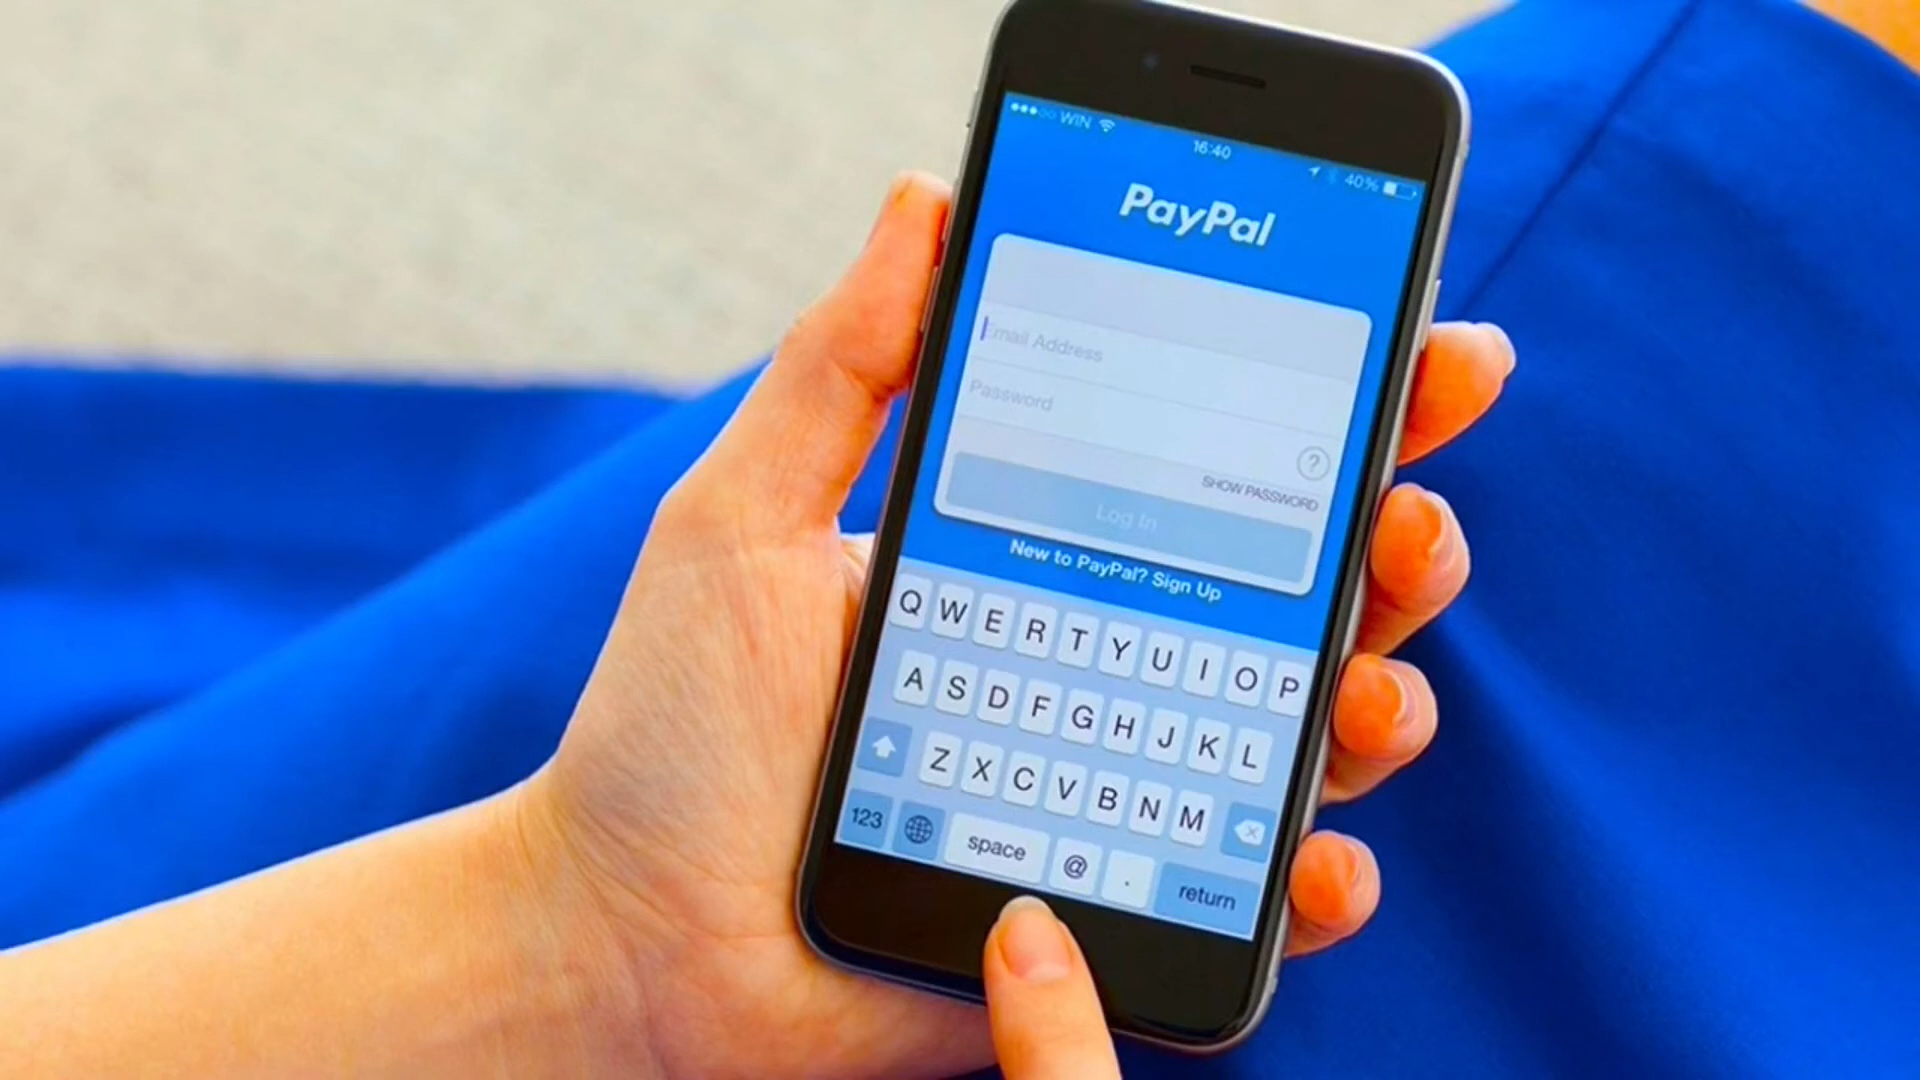 WIN
16:40
40%
PayPal
Email Address
Password
?
SHOW PASSWORD
Log In
New to PayPal? Sign Up
Q W E R T Y U I O P
A S D F G H J K L
Z X C V B N M
123 space @ . return